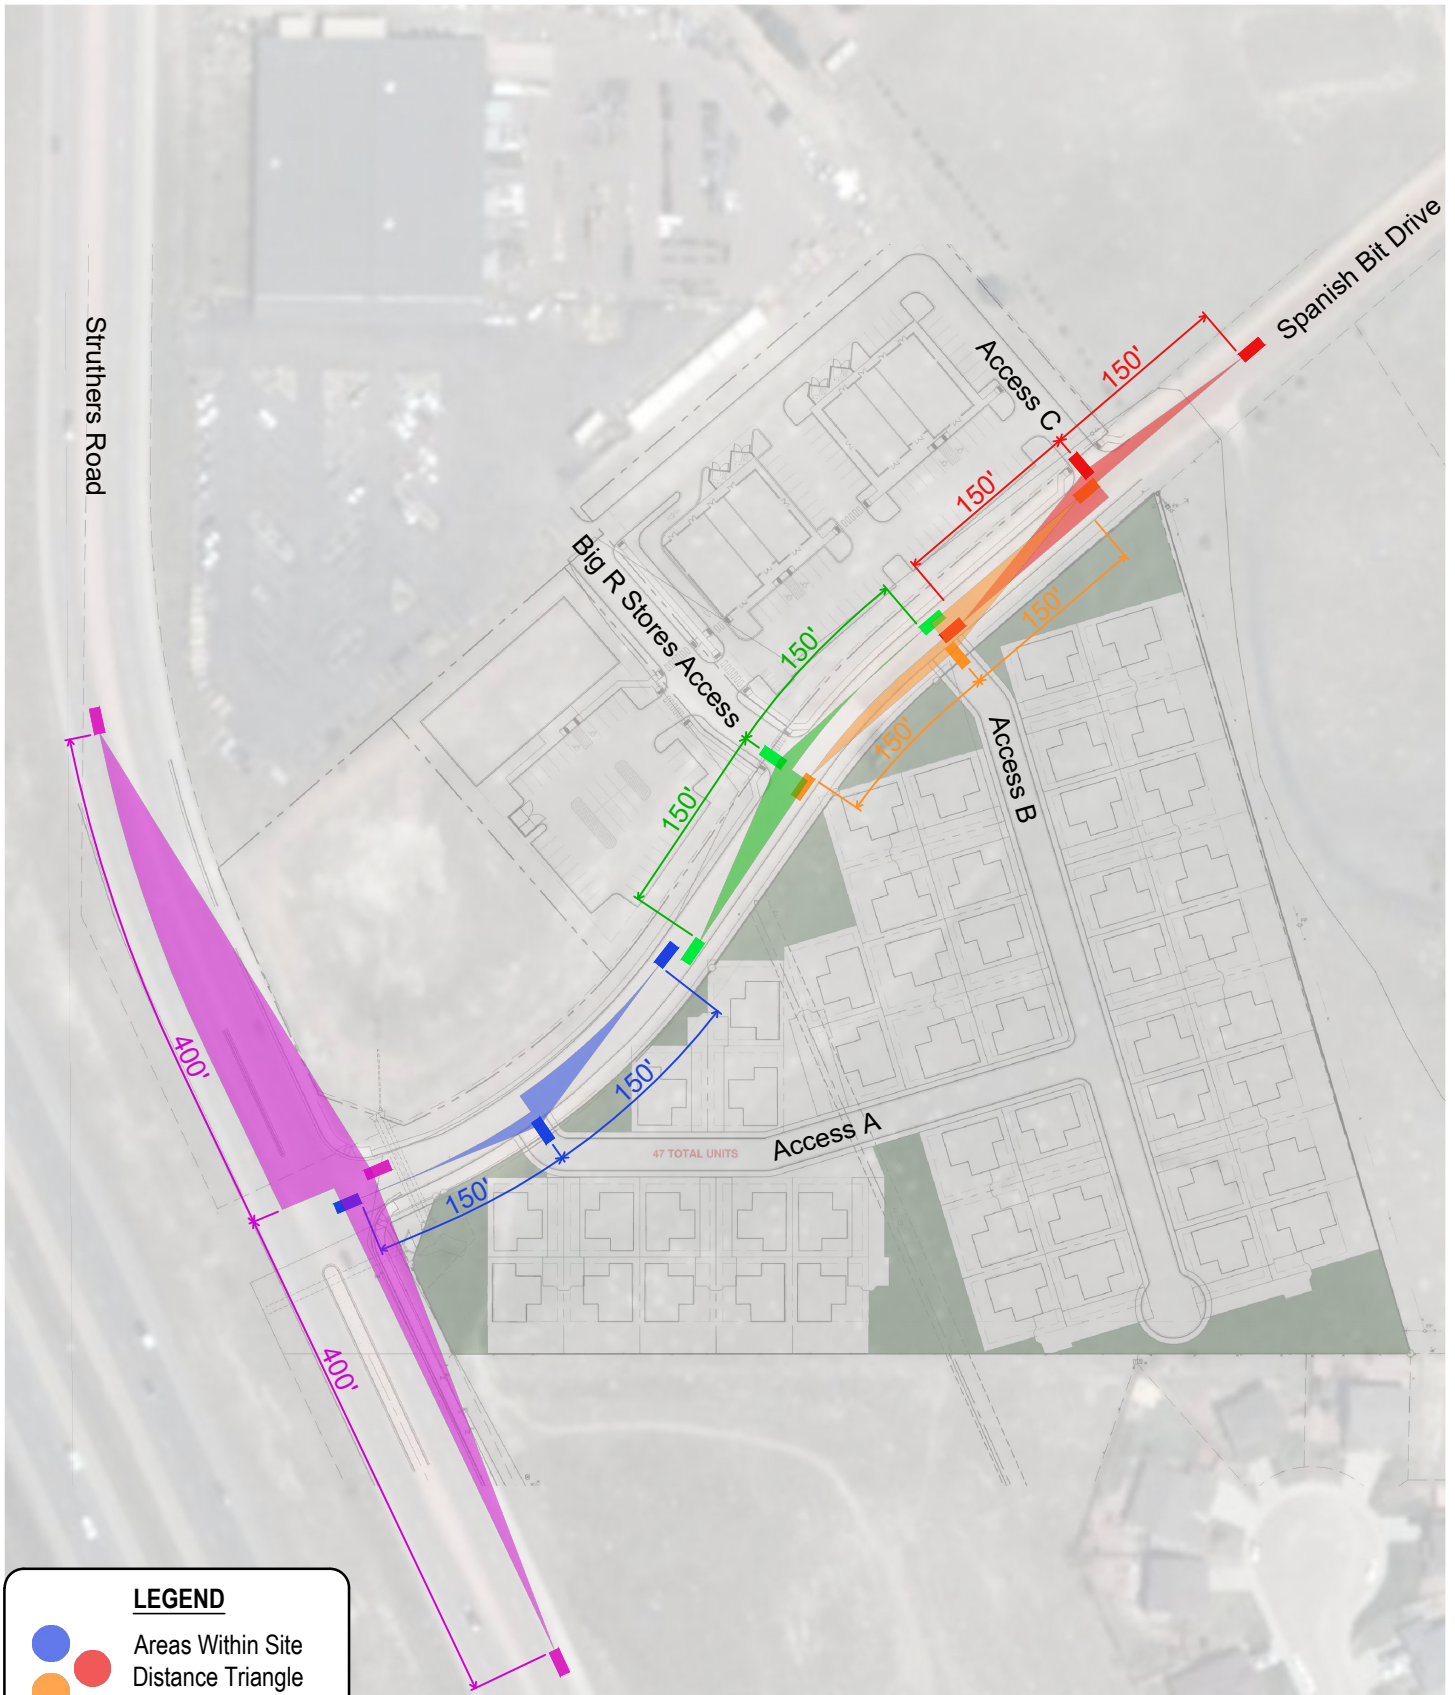 Struthers Road
Spanish Bit Drive
Access C
150'
150'
Big R Stores Access
150'
150'
150'
150'
Access B
400'
150'
150'
Access A
47 TOTAL UNITS
400'
LEGEND
Areas Within Site
Distance Triangle